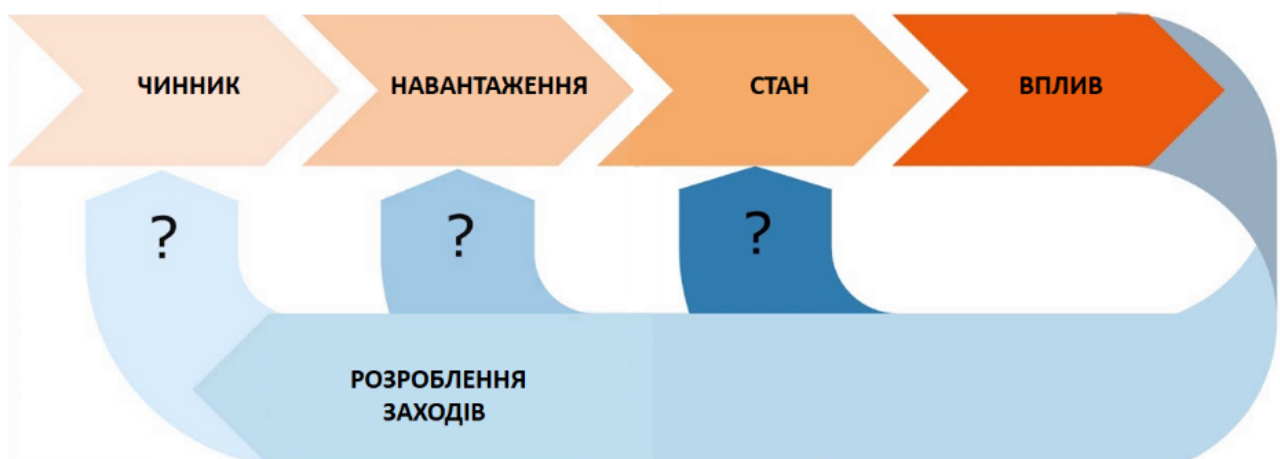 ЧИННИК
НАВАНТАЖЕННЯ
СТАН
ВПЛИВ
?
?
?
РОЗРОБЛЕННЯ
ЗАХОДІВ